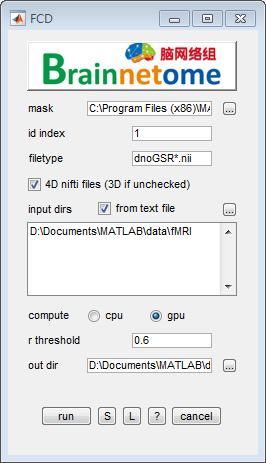 FCD
脑网络组
Brainnetome
mask C:\Program Files (x86)\MA ...
id index 1
filetype dnoGSR*.nii
4D nifti files (3D if unchecked)
input dirs from text file ...
D:\Documents\MATLAB\data\fMRI
compute cpu gpu
r threshold 0.6
out dir D:\Documents\MATLAB\d ...
run S L ? cancel